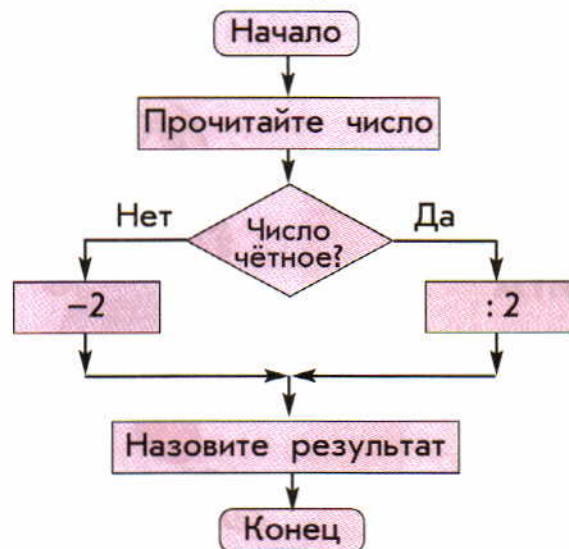 Начало
Прочитайте число
Нет
Да
Число
чётное?
−2
: 2
Назовите результат
Конец